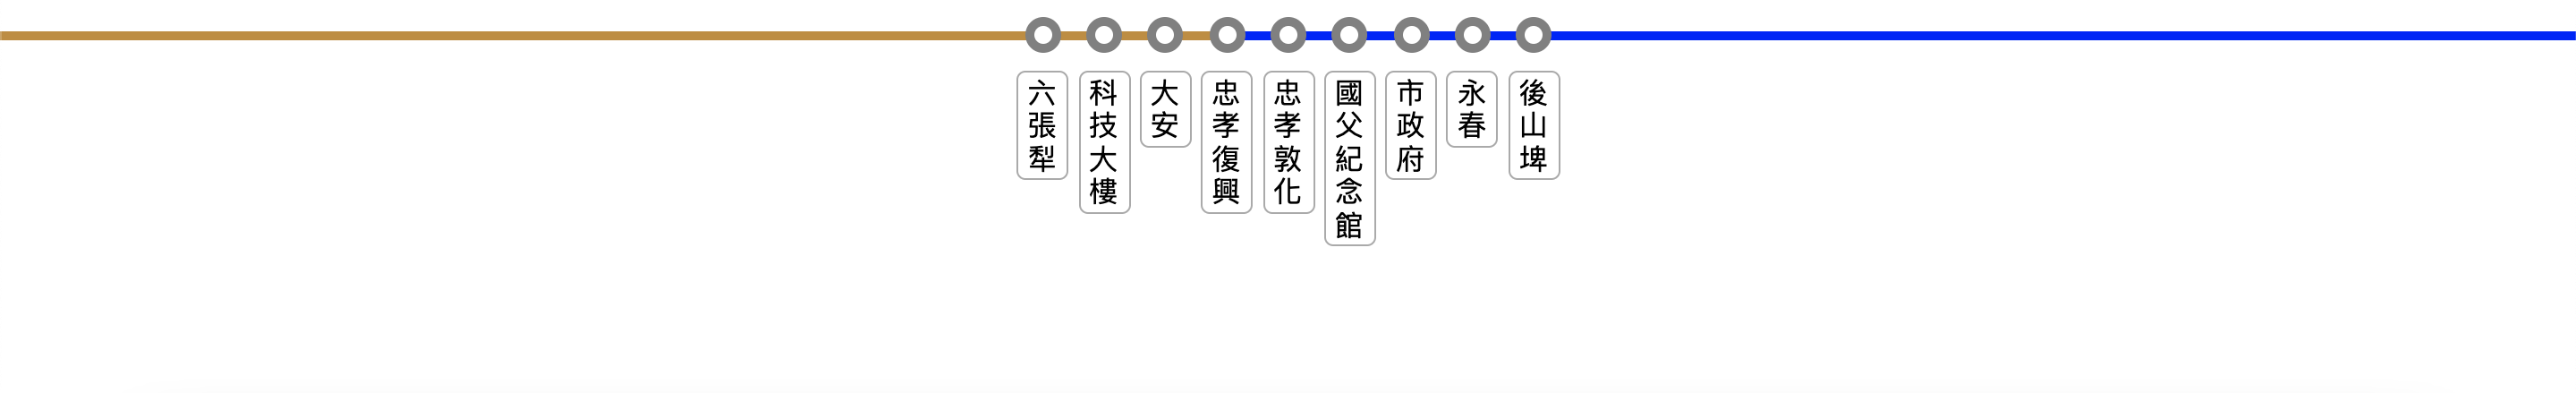 六張犁
科技大樓
大安
忠孝復興
忠孝敦化
國父紀念館
市政府
永春
後山埤